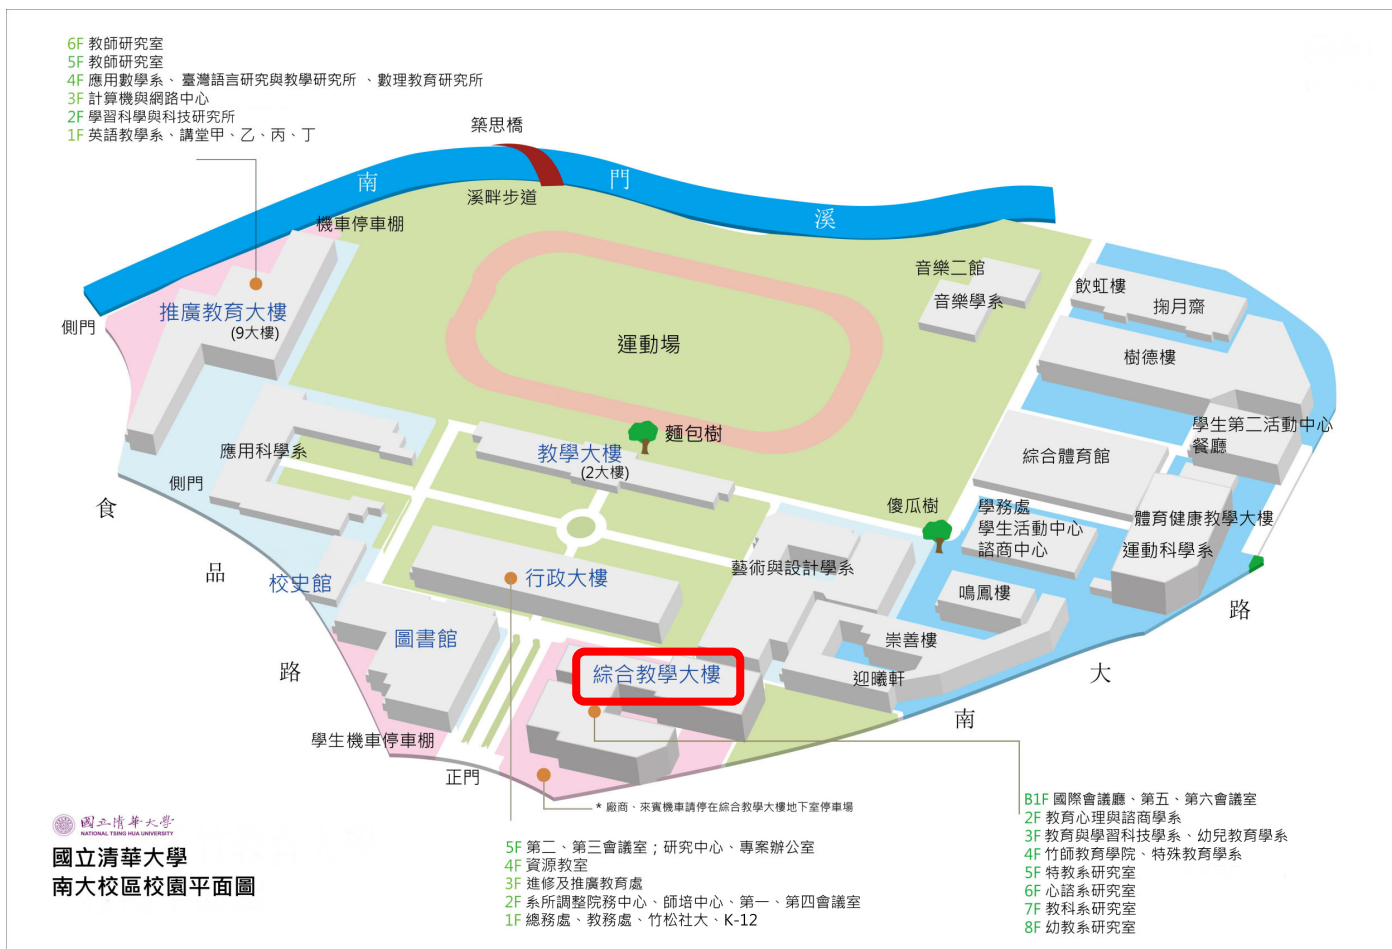 6F 教師研究室
5F 教師研究室
4F 應用數學系、臺灣語言研究與教學研究所 、數理教育研究所
3F 計算機與網路中心
2F 學習科學與科技研究所
1F 英語教學系、講堂甲、乙、丙、丁
築思橋
南
門
溪
溪畔步道
機車停車棚
側門
推廣教育大樓
(9大樓)
運動場
音樂二館
音樂學系
飲虹樓
掬月齋
樹德樓
學生第二活動中心
餐廳
麵包樹
教學大樓
(2大樓)
應用科學系
側門
綜合體育館
傻瓜樹
學務處
學生活動中心
諮商中心
體育健康教學大樓
運動科學系
食
品
路
校史館
行政大樓
藝術與設計學系
鳴鳳樓
崇善樓
迎曦軒
圖書館
綜合教學大樓
南
大
路
學生機車停車棚
正門
* 廠商、來賓機車請停在綜合教學大樓地下室停車場
B1F 國際會議廳、第五、第六會議室
2F 教育心理與諮商學系
3F 教育與學習科技學系、幼兒教育學系
4F 竹師教育學院、特殊教育學系
5F 特教系研究室
6F 心諮系研究室
7F 教科系研究室
8F 幼教系研究室
5F 第二、第三會議室；研究中心、專案辦公室
4F 資源教室
3F 進修及推廣教育處
2F 系所調整院務中心、師培中心、第一、第四會議室
1F 總務處、教務處、竹松社大、K-12
國立清華大學
NATIONAL TSING HUA UNIVERSITY
國立清華大學
南大校區校園平面圖